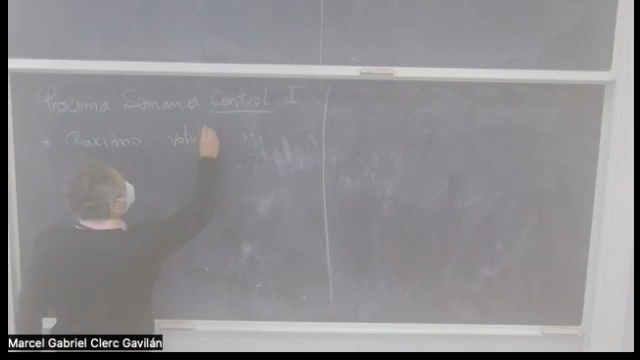 Proxima Semana Control I
* Proximo volu
Marcel Gabriel Clerc Gavilán